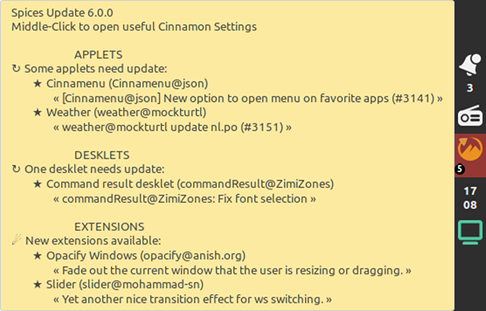 Spices Update 6.0.0
Middle-Click to open useful Cinnamon Settings
APPLETS
↻ Some applets need update:
★ Cinnamenu (Cinnamenu@json)
« [Cinnamenu@json] New option to open menu on favorite apps (#3141) »
★ Weather (weather@mockturtl)
« weather@mockturtl update nl.po (#3151) »
DESKLETS
↻ One desklet needs update:
★ Command result desklet (commandResult@ZimiZones)
« commandResult@ZimiZones: Fix font selection »
EXTENSIONS
☄ New extensions available:
★ Opacify Windows (opacify@anish.org)
« Fade out the current window that the user is resizing or dragging. »
★ Slider (slider@mohammad-sn)
« Yet another nice transition effect for ws switching. »
3
5
17
08